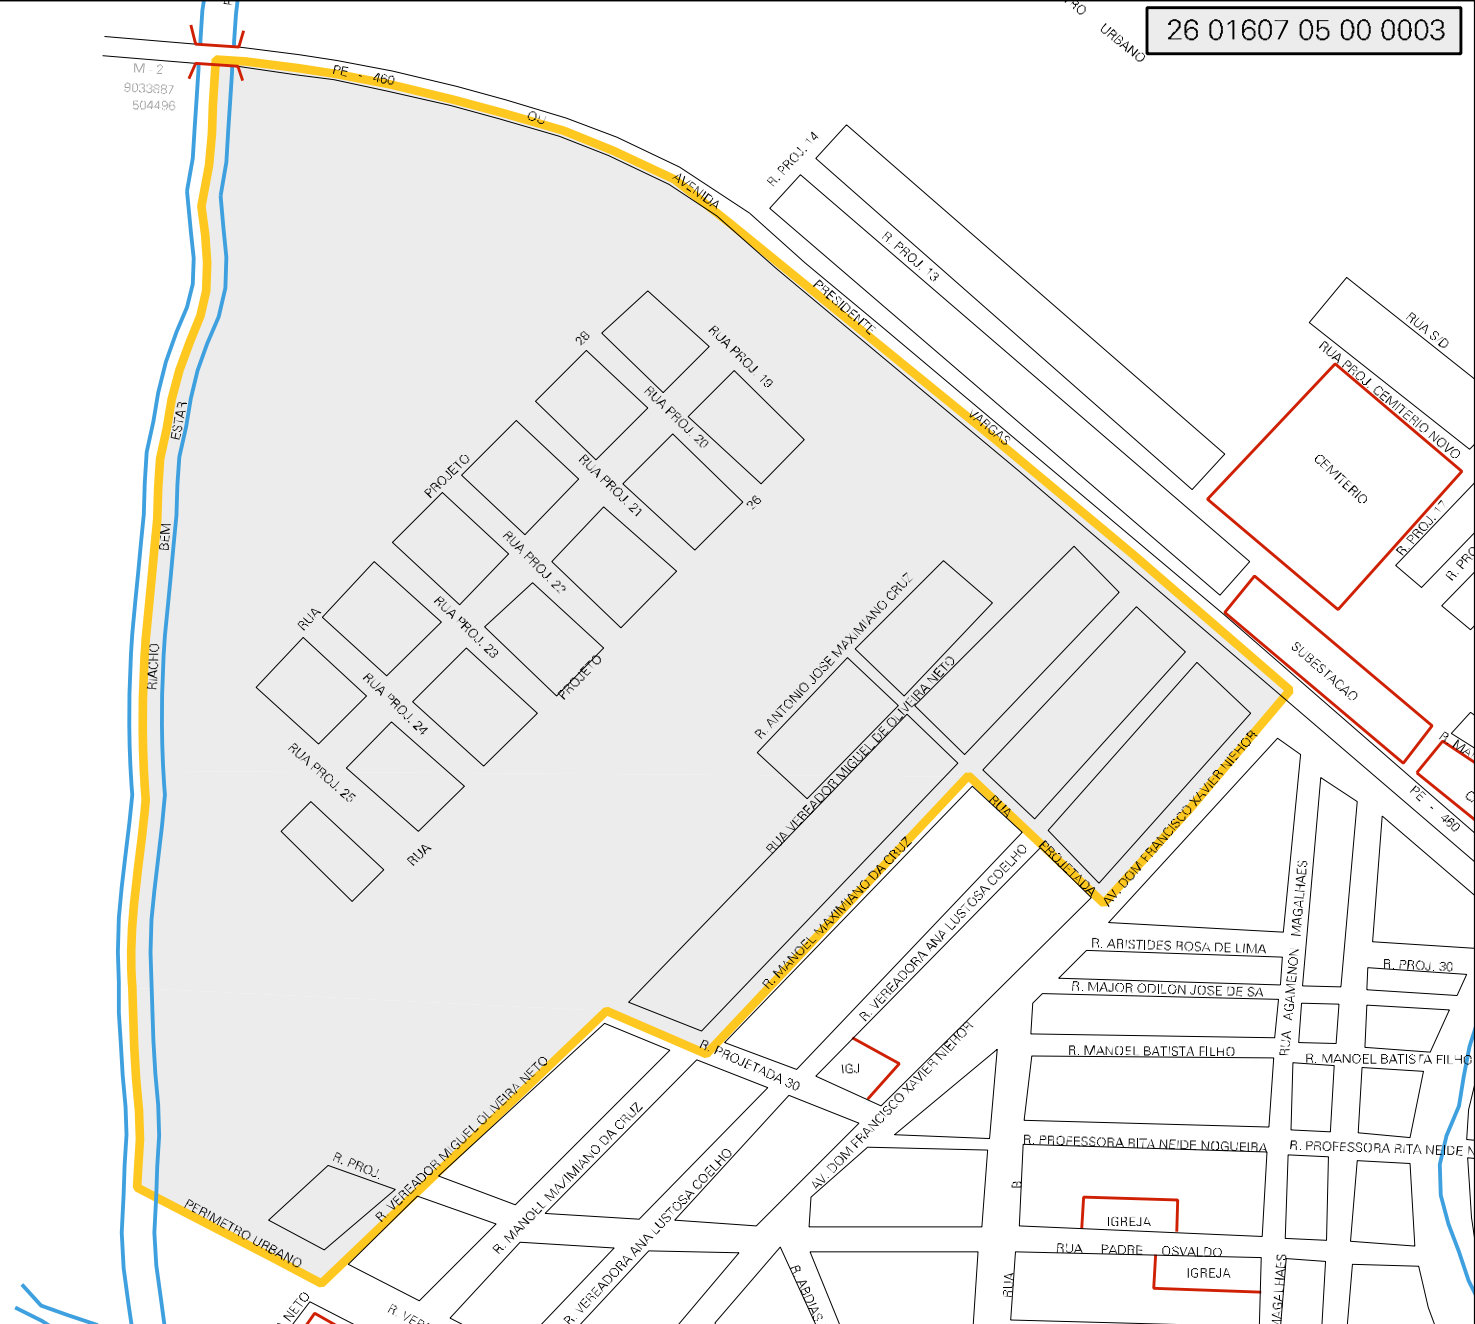 26 01607 05 00 0003
URBANO
M - 2
9033887
504496
PE - 460
OU
AVENIDA
PRESIDENTE
VARGAS
R. PROJ. 14
R. PROJ. 13
RUA S/D
RUA PROJ. CEMITERIO NOVO
CEMITERIO
R. PROJ. 17
SUBESTACAO
PE - 460
28
RUA PROJ. 19
RUA PROJ. 20
26
RUA PROJ. 21
PROJETO
RUA PROJ. 22
RUA
RUA PROJ. 23
PROJETO
RUA PROJ. 24
RUA PROJ. 25
RUA
ESTAR
BEM
RIACHO
R. ANTONIO JOSE MAXIMIANO CRUZ
RUA VEREADOR MIGUEL DE OLIVEIRA NETO
RUA
PROJETADA
AV. DOM FRANCISCO XAVIER NIEHOR
R. MANOEL MAXIMIANO DA CRUZ
R. VEREADORA ANA LUSTOSA COELHO
R. ARISTIDES ROSA DE LIMA
R. MAJOR ODILON JOSE DE SA
RUA AGAMENON MAGALHAES
R. PROJ. 30
R. MANOEL BATISTA FILHO
R. MANOEL BATISTA FILHO
R. PROJETADA 30
IGJ
AV. DOM FRANCISCO XAVIER NIEHOR
R. PROFESSORA RITA NEIDE NOGUEIRA
R. PROFESSORA RITA NEIDE N
R. PROJ.
R. VEREADOR MIGUEL OLIVEIRA NETO
R. MANOEL MAXIMIANO DA CRUZ
R. VEREADORA ANA LUSTOSA COELHO
PERIMETRO URBANO
R
IGREJA
RUA PADRE OSVALDO
IGREJA
RUA
MAGALHAES
R. ABDIAS
R. VEREADORA ANA LUSTOSA COELHO
NETO